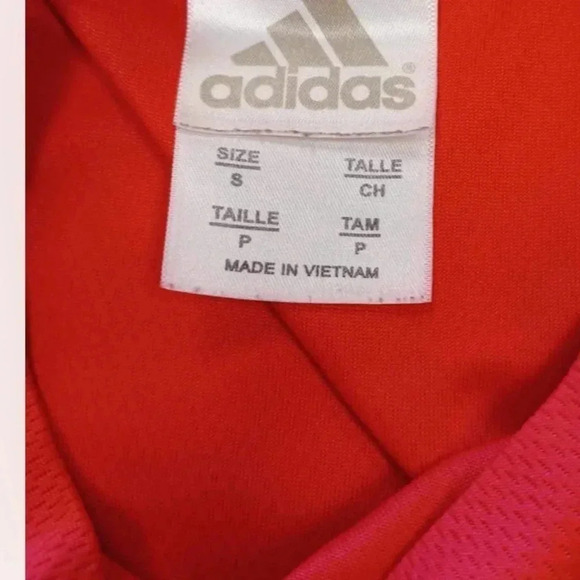 adidas®
SIZE TALLE
S CH
TAILLE TAM
P P
MADE IN VIETNAM